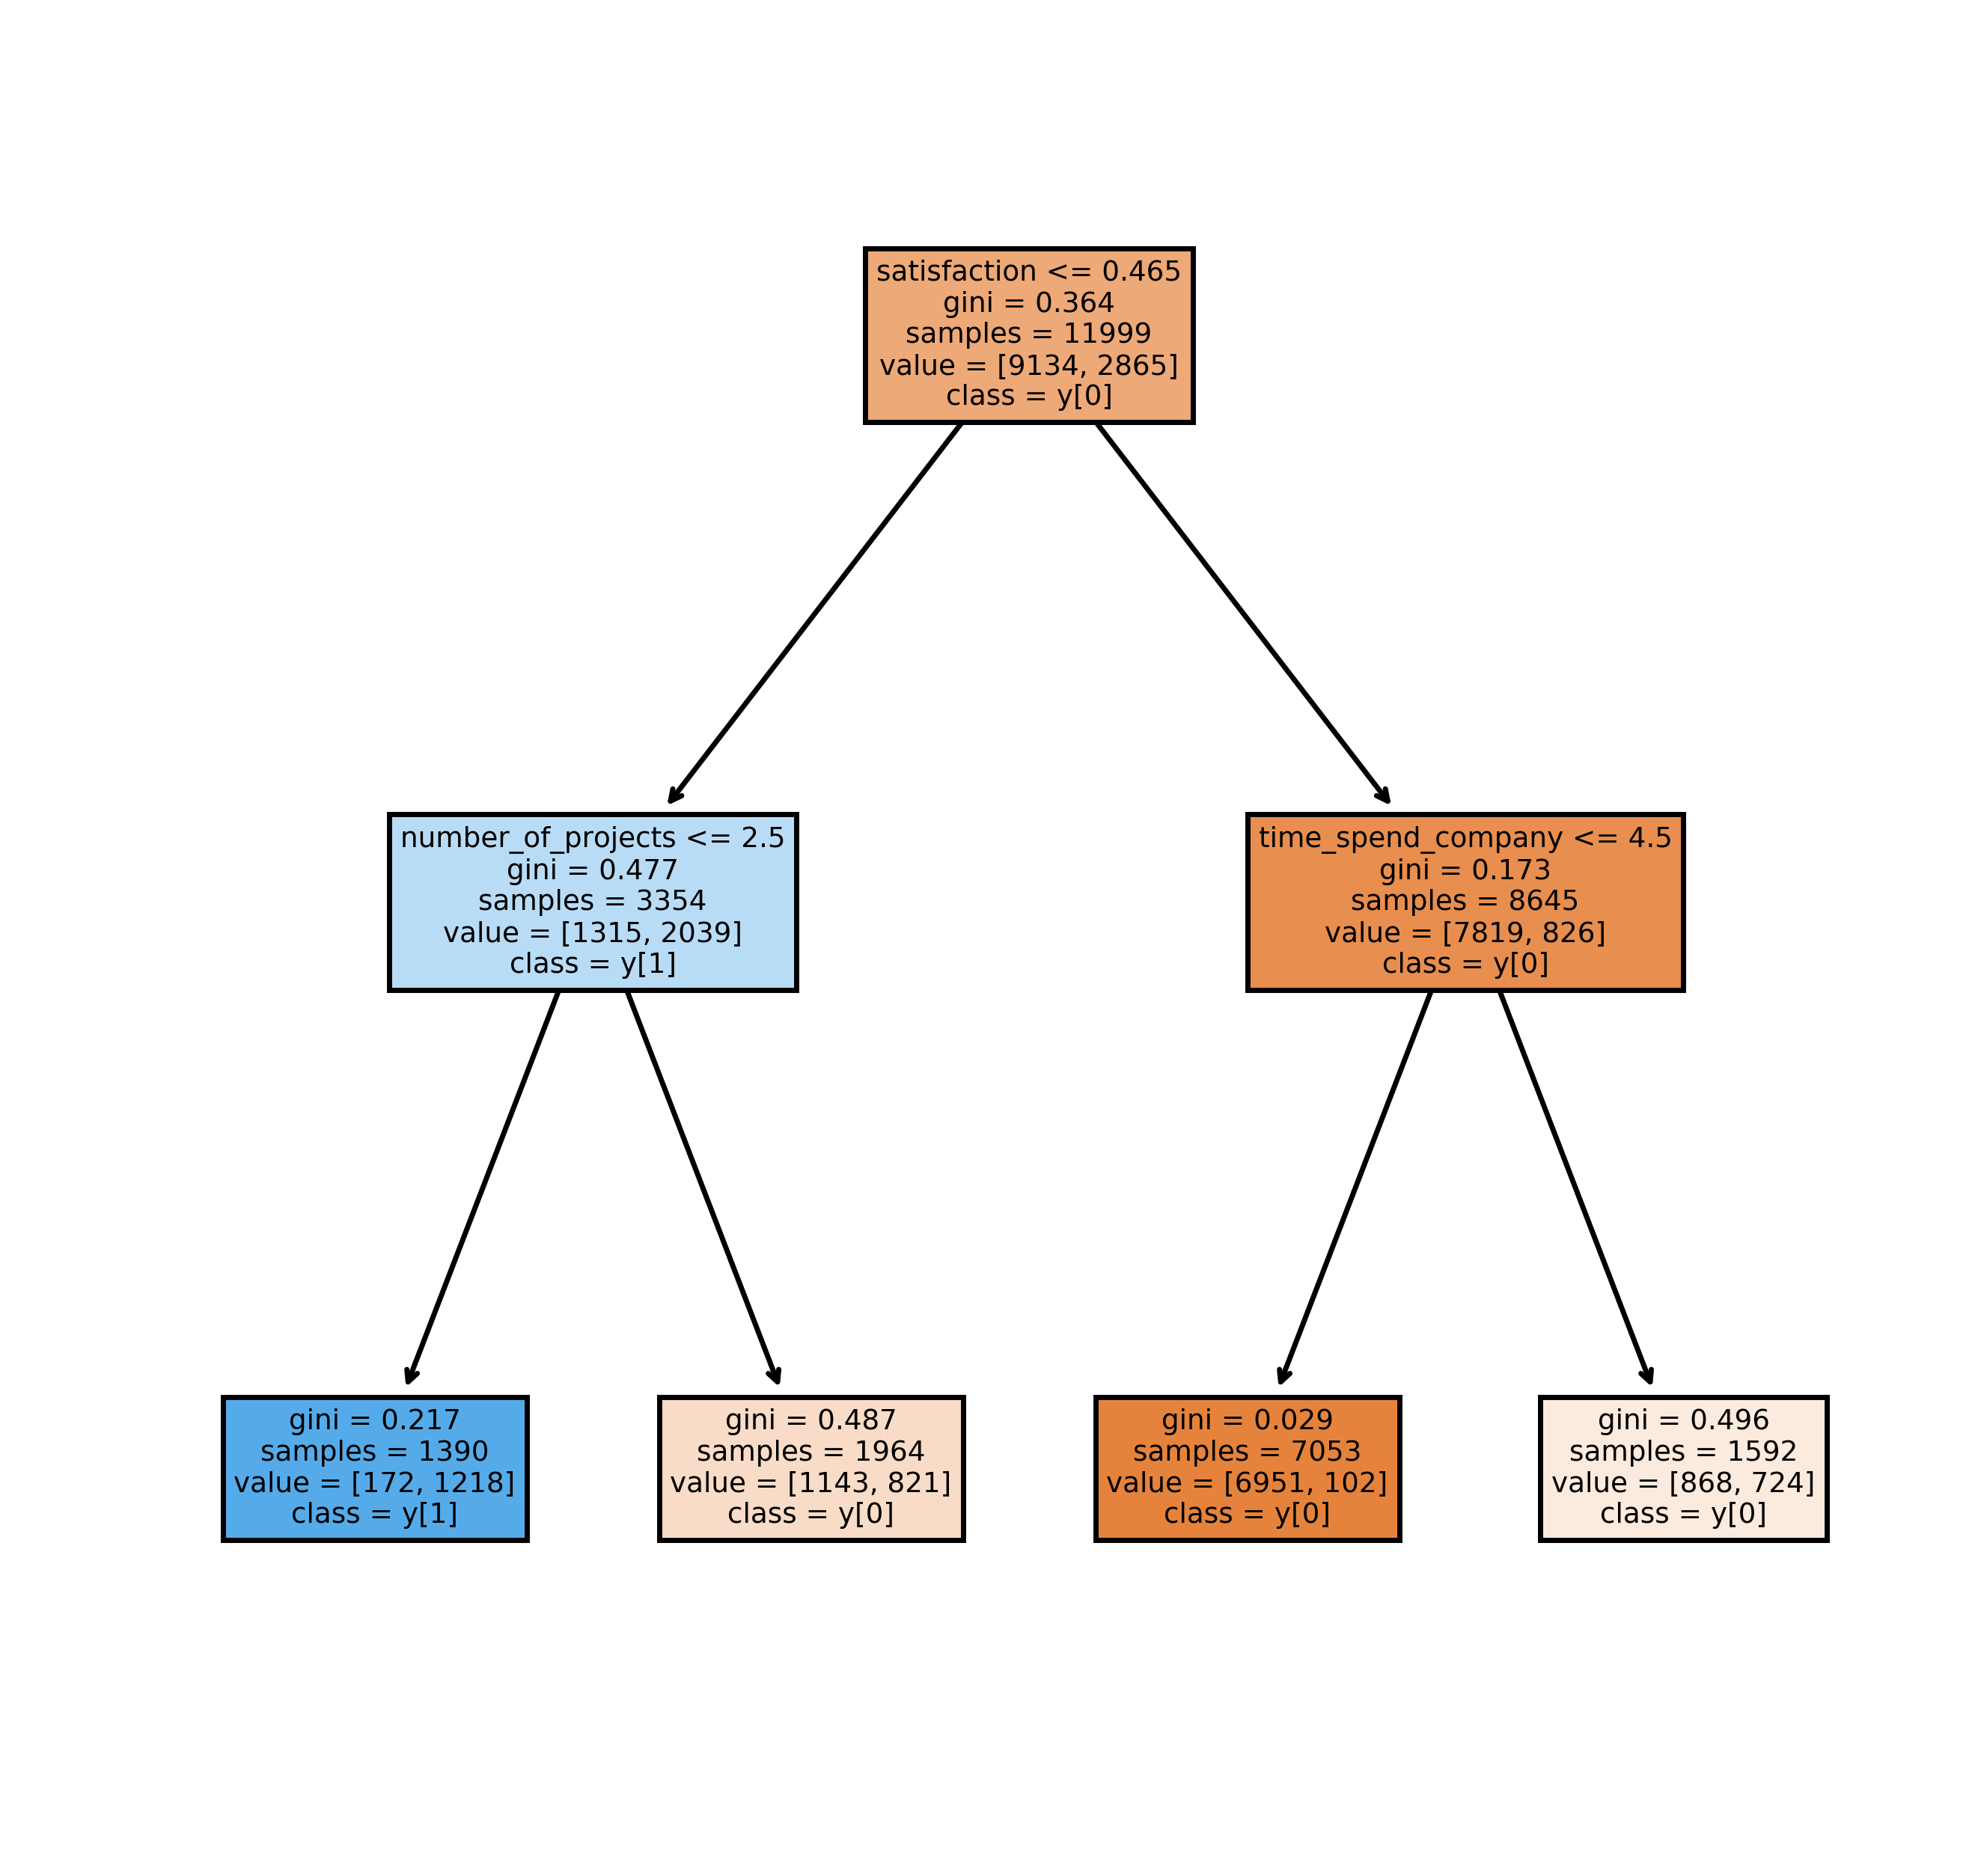 satisfaction <= 0.465
gini = 0.364
samples = 11999
value = [9134, 2865]
class = y[0]
number_of_projects <= 2.5
gini = 0.477
samples = 3354
value = [1315, 2039]
class = y[1]
time_spend_company <= 4.5
gini = 0.173
samples = 8645
value = [7819, 826]
class = y[0]
gini = 0.217
samples = 1390
value = [172, 1218]
class = y[1]
gini = 0.487
samples = 1964
value = [1143, 821]
class = y[0]
gini = 0.029
samples = 7053
value = [6951, 102]
class = y[0]
gini = 0.496
samples = 1592
value = [868, 724]
class = y[0]